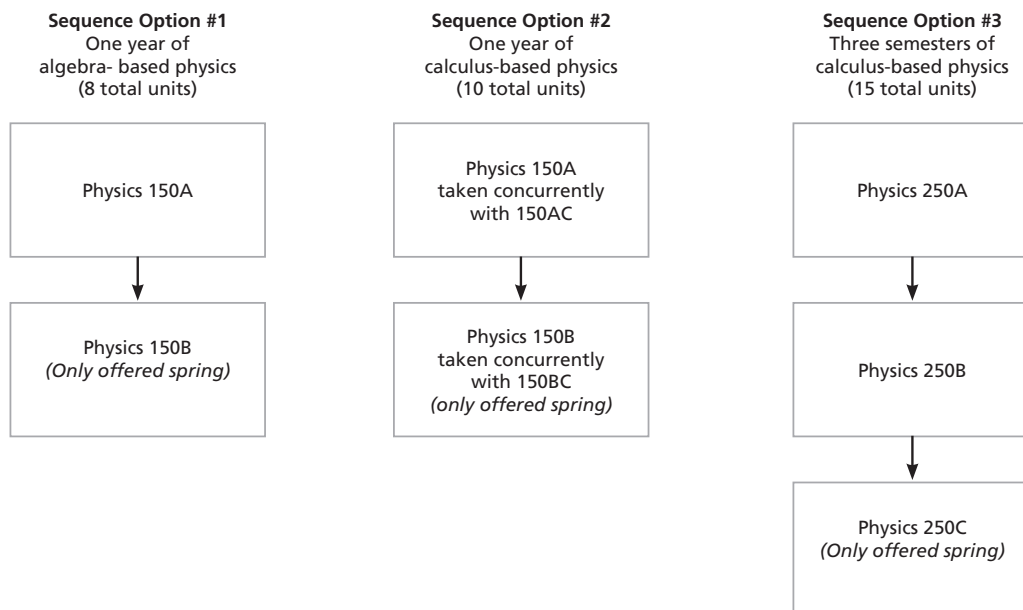 Sequence Option #1
One year of
algebra- based physics
(8 total units)
Physics 150A
Physics 150B
(Only offered spring)
Sequence Option #2
One year of
calculus-based physics
(10 total units)
Physics 150A
taken concurrently
with 150AC
Physics 150B
taken concurrently
with 150BC
(only offered spring)
Sequence Option #3
Three semesters of
calculus-based physics
(15 total units)
Physics 250A
Physics 250B
Physics 250C
(Only offered spring)